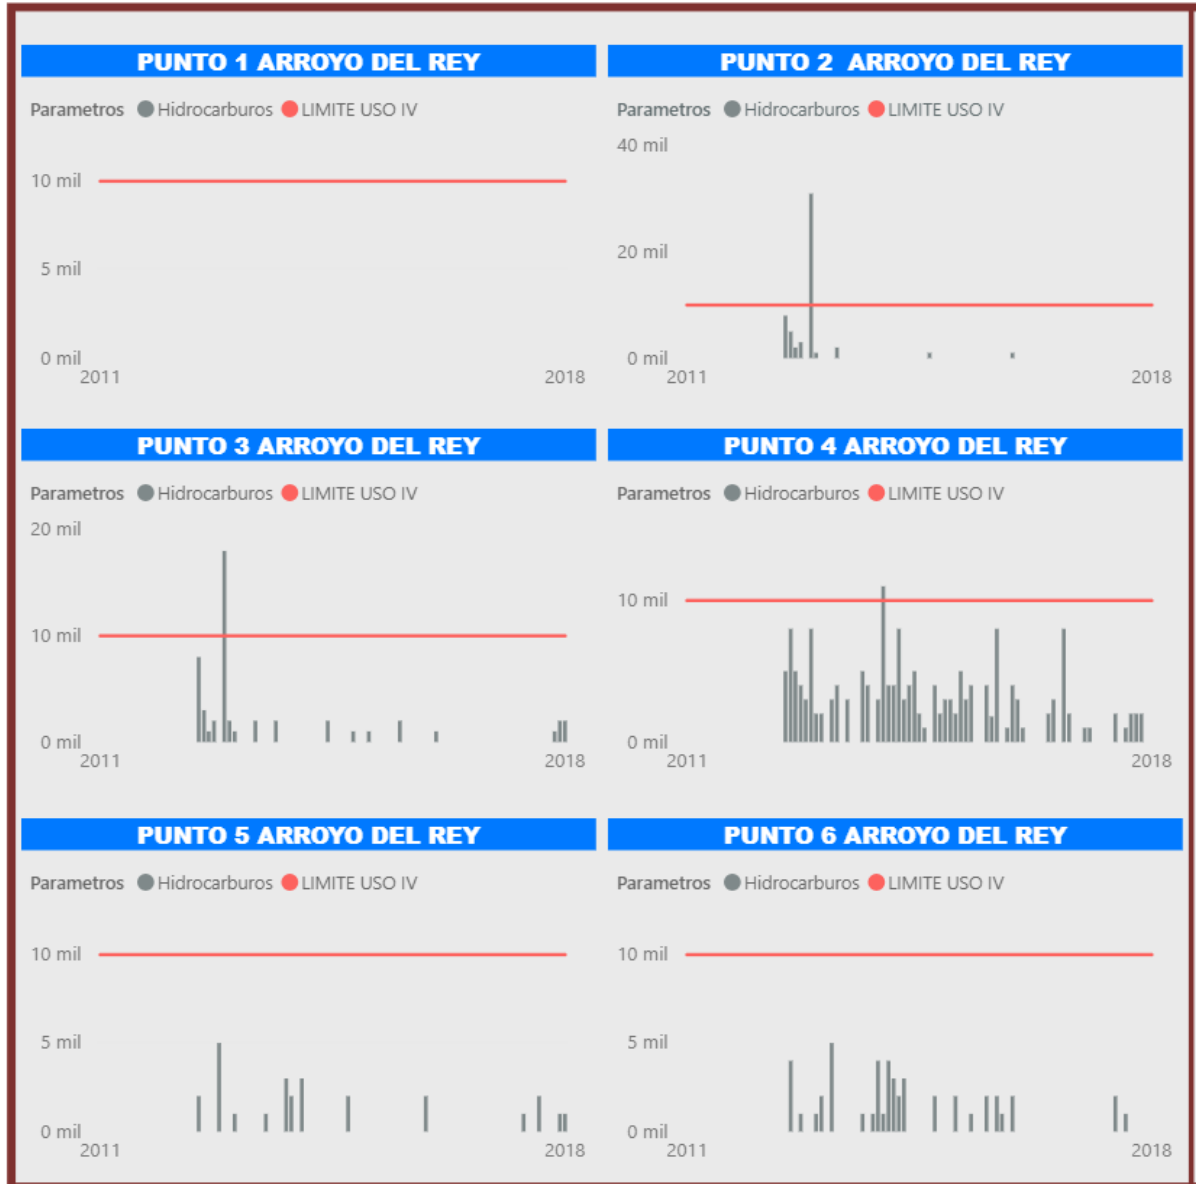 PUNTO 1 ARROYO DEL REY
Parametros Hidrocarburos LIMITE USO IV
10 mil
5 mil
0 mil
2011 2018
PUNTO 2 ARROYO DEL REY
Parametros Hidrocarburos LIMITE USO IV
40 mil
20 mil
0 mil
2011 2018
PUNTO 3 ARROYO DEL REY
Parametros Hidrocarburos LIMITE USO IV
20 mil
10 mil
0 mil
2011 2018
PUNTO 4 ARROYO DEL REY
Parametros Hidrocarburos LIMITE USO IV
10 mil
0 mil
2011 2018
PUNTO 5 ARROYO DEL REY
Parametros Hidrocarburos LIMITE USO IV
10 mil
5 mil
0 mil
2011 2018
PUNTO 6 ARROYO DEL REY
Parametros Hidrocarburos LIMITE USO IV
10 mil
5 mil
0 mil
2011 2018